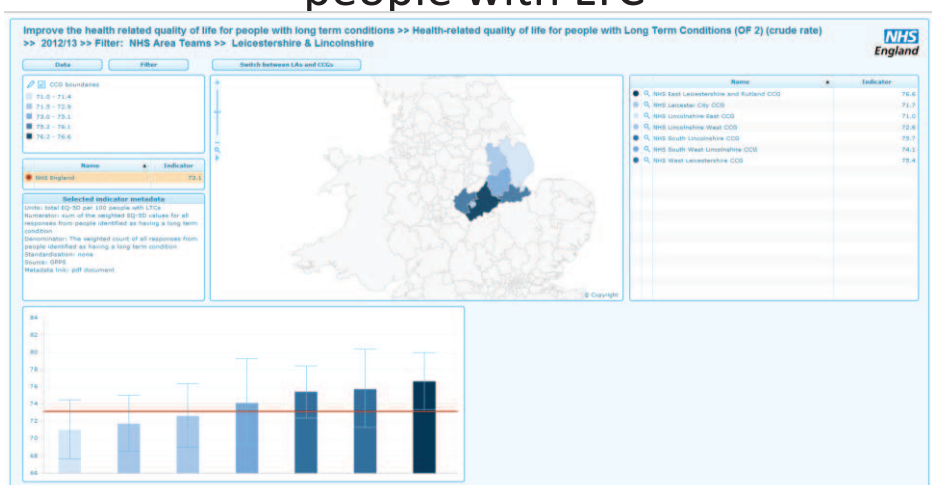 people with LTC
Improve the health related quality of life for people with long term conditions >> Health-related quality of life for people with Long Term Conditions (OF 2) (crude rate)
>> 2012/13 >> Filter: NHS Area Teams >> Leicestershire & Lincolnshire
NHS
England
Data
Filter
Switch between LAs and CCGs
CCG boundaries
71.0 - 71.4
71.5 - 72.9
73.0 - 75.1
75.2 - 76.1
76.2 - 76.6
Name Indicator
NHS England 73.1
Selected indicator metadata
Units: total EQ-5D per 100 people with LTCs
Numerator: sum of the weighted EQ-5D values for all
responses from people identified as having a long term
condition
Denominator: The weighted count of all responses from
people identified as having a long term condition
Standardisation: none
Source: GPPS
Metadata link: pdf document
© Copyright
Name Indicator
NHS East Leicestershire and Rutland CCG 76.6
NHS Leicester City CCG 71.7
NHS Lincolnshire East CCG 71.0
NHS Lincolnshire West CCG 72.6
NHS South Lincolnshire CCG 75.7
NHS South West Lincolnshire CCG 74.1
NHS West Leicestershire CCG 75.4
84
82
80
78
76
74
72
70
68
66